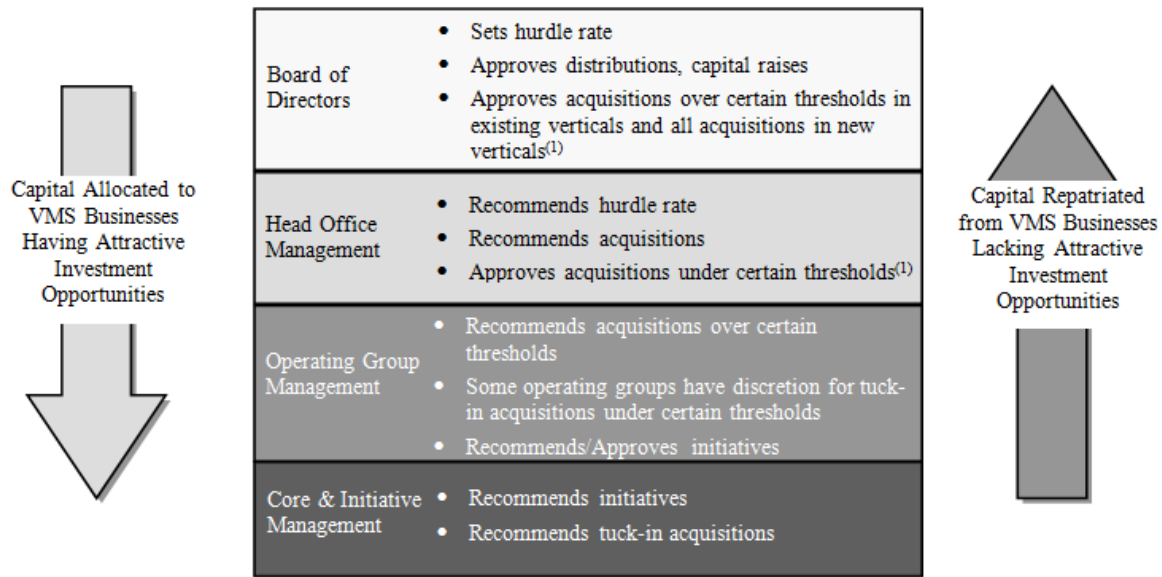 Capital Allocated to
VMS Businesses
Having Attractive
Investment
Opportunities
Board of
Directors
• Sets hurdle rate
• Approves distributions, capital raises
• Approves acquisitions over certain thresholds in
existing verticals and all acquisitions in new
verticals(1)
Head Office
Management
• Recommends hurdle rate
• Recommends acquisitions
• Approves acquisitions under certain thresholds(1)
Operating Group
Management
• Recommends acquisitions over certain
thresholds
• Some operating groups have discretion for tuck-
in acquisitions under certain thresholds
• Recommends/Approves initiatives
Core & Initiative
Management
• Recommends initiatives
• Recommends tuck-in acquisitions
Capital Repatriated
from VMS Businesses
Lacking Attractive
Investment
Opportunities